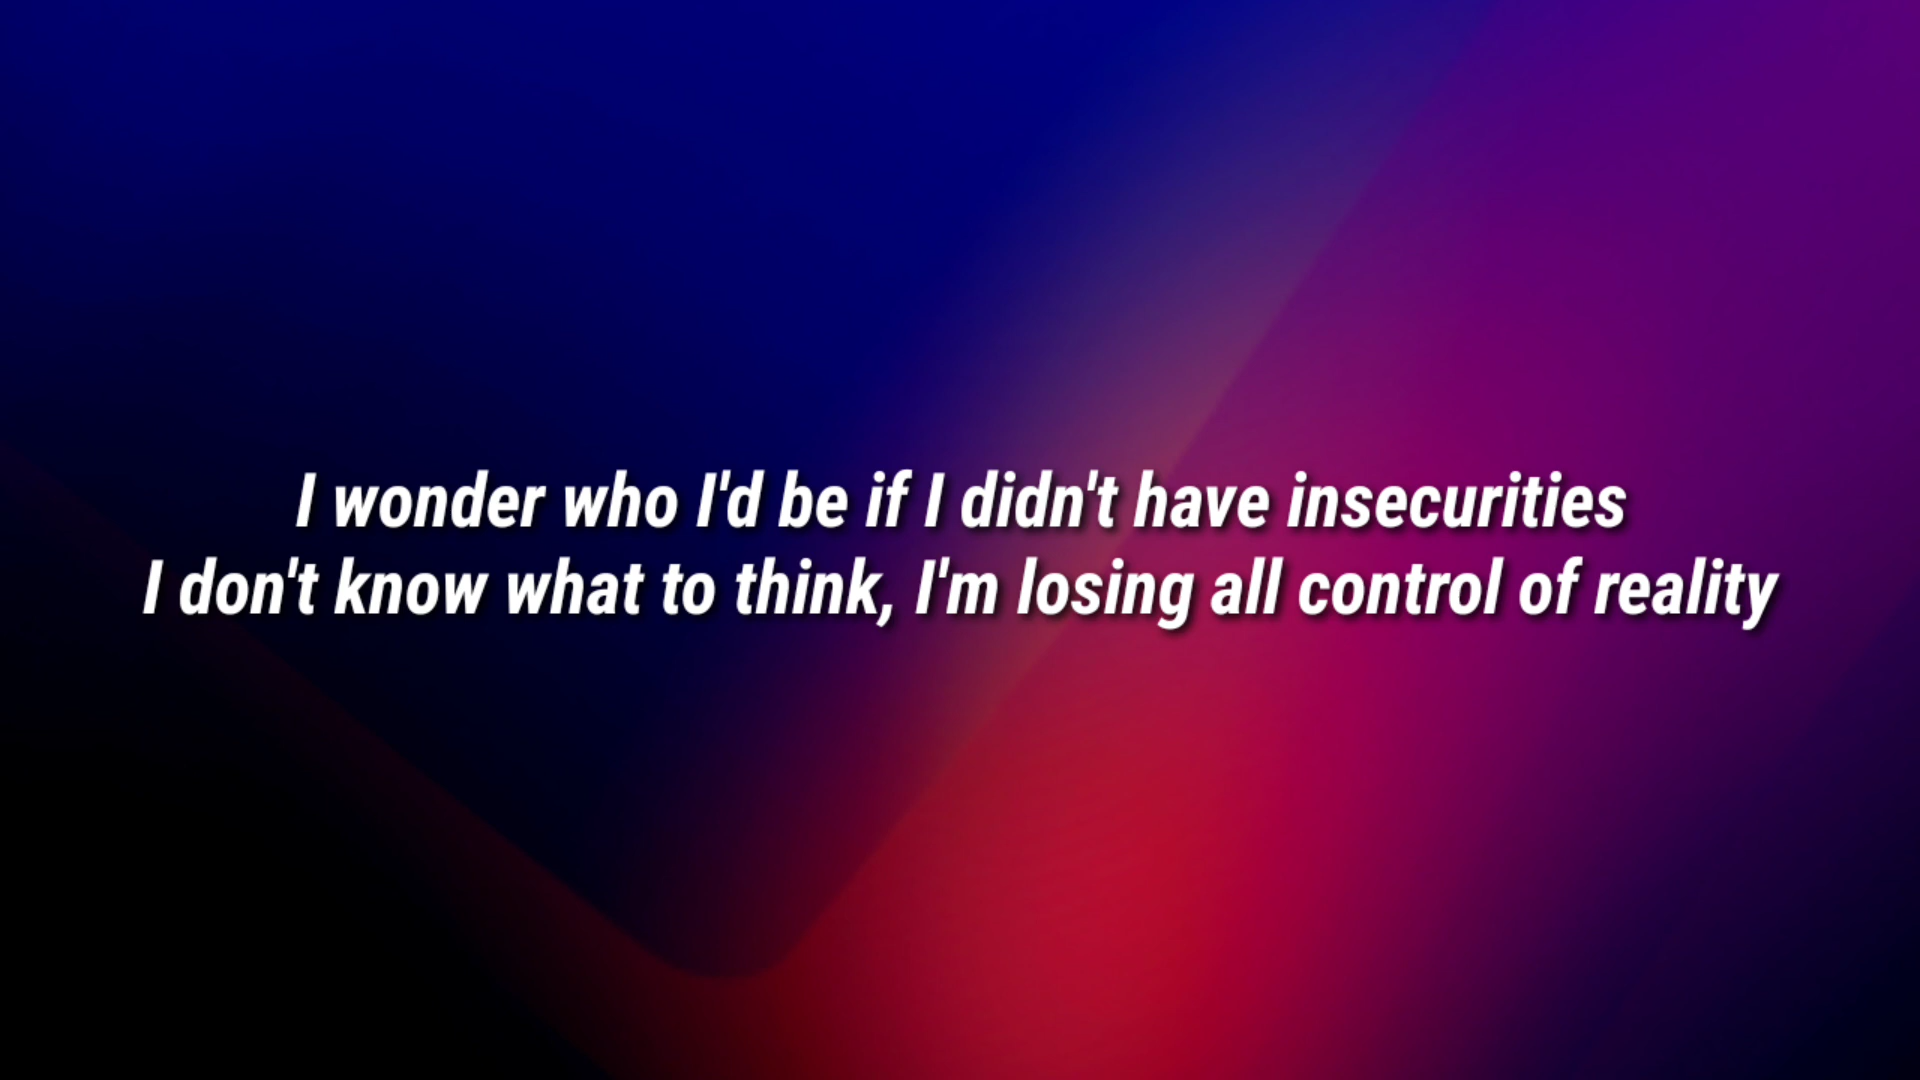 I wonder who I'd be if I didn't have insecurities
I don't know what to think, I'm losing all control of reality